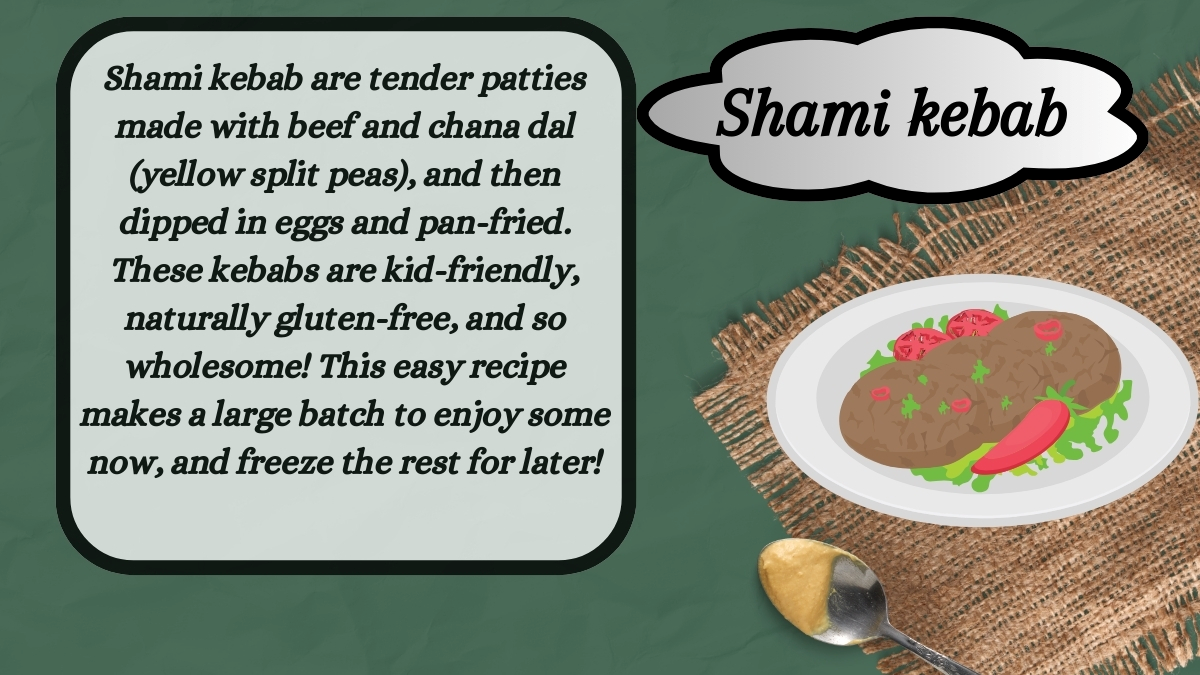 Shami kebab are tender patties
made with beef and chana dal
(yellow split peas), and then
dipped in eggs and pan-fried.
These kebabs are kid-friendly,
naturally gluten-free, and so
wholesome! This easy recipe
makes a large batch to enjoy some
now, and freeze the rest for later!
Shami kebab